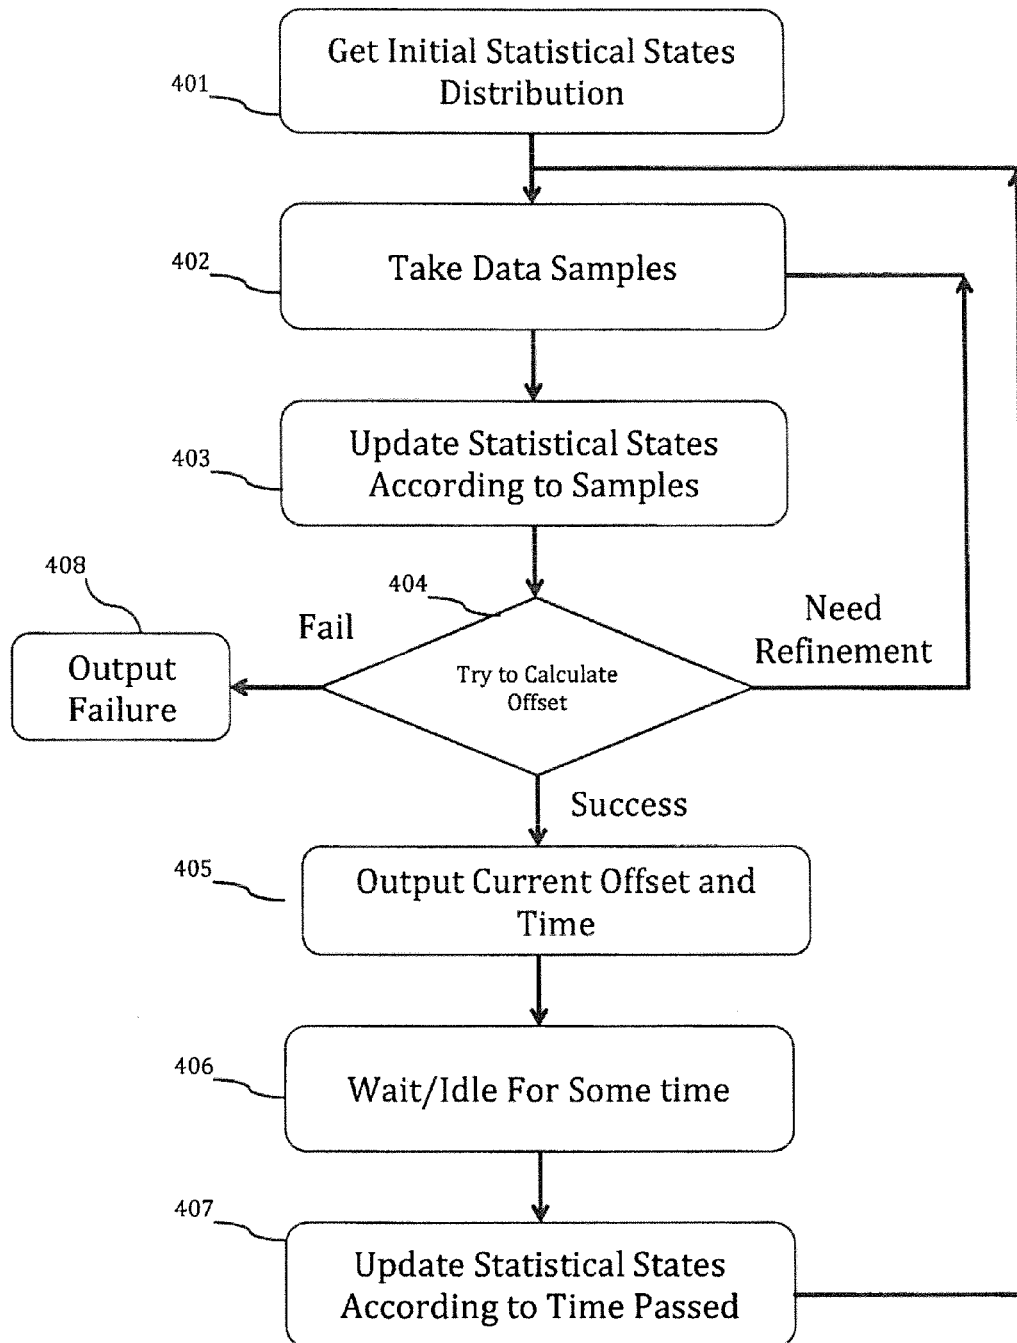 Get Initial Statistical States
Distribution
401
Take Data Samples
402
Update Statistical States
According to Samples
403
404
Try to Calculate
Offset
Fail
408
Output
Failure
Need
Refinement
Success
405
Output Current Offset and
Time
406
Wait/Idle For Some time
407
Update Statistical States
According to Time Passed